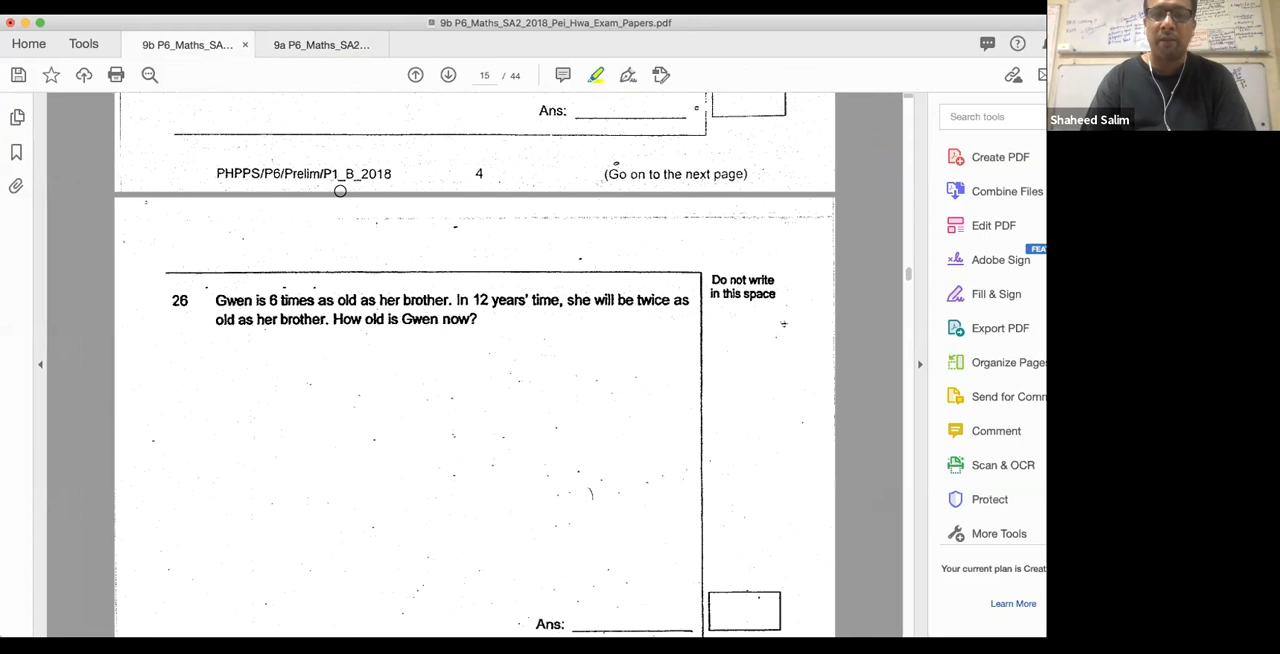 9b P6_Maths_SA2_2018_Pei_Hwa_Exam_Papers.pdf
Home
Tools
9b P6_Maths_SA... ×
9a P6_Maths_SA2...
15 / 44
Ans:
PHPPS/P6/Prelim/P1_B_2018
4
(Go on to the next page)
Do not write
in this space
26 Gwen is 6 times as old as her brother. In 12 years' time, she will be twice as
old as her brother. How old is Gwen now?
Ans:
Search tools
Create PDF
Combine Files
Edit PDF
FEA
Adobe Sign
Fill & Sign
Export PDF
Organize Pages
Send for Comm
Comment
Scan & OCR
Protect
More Tools
Your current plan is Creat
Learn More
Shaheed Salim